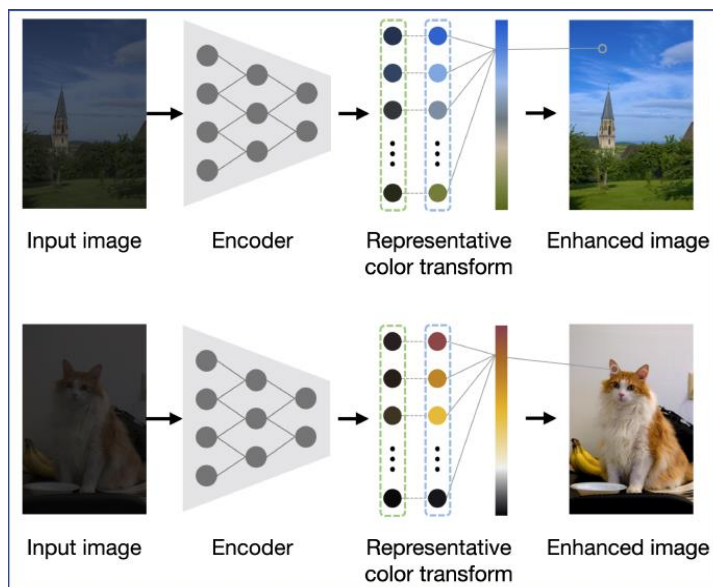 Input image
Encoder
Representative
color transform
Enhanced image
Input image
Encoder
Representative
color transform
Enhanced image